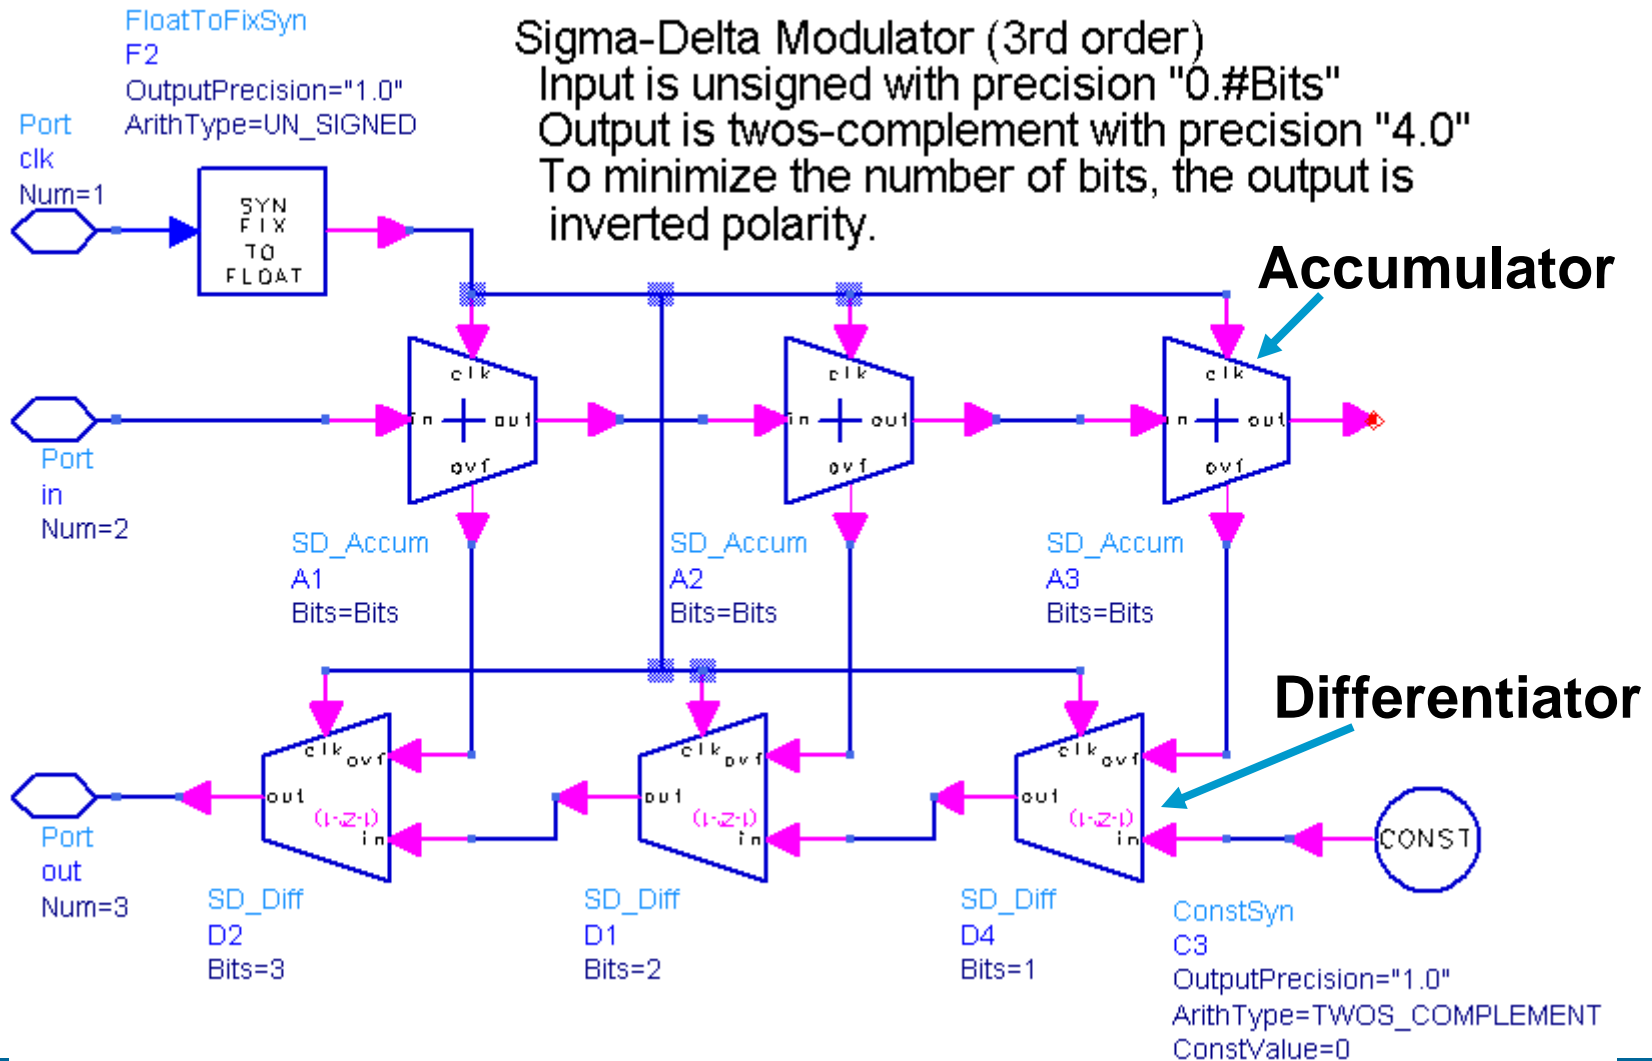 FloatToFixSyn
F2
OutputPrecision="1.0"
ArithType=UN_SIGNED
Sigma-Delta Modulator (3rd order)
Input is unsigned with precision "0.#Bits"
Output is twos-complement with precision "4.0"
To minimize the number of bits, the output is
inverted polarity.
Port
clk
Num=1
SYN
FIX
TO
FLOAT
Accumulator
clk
in
out
ovf
clk
in
out
ovf
clk
in
out
ovf
Port
in
Num=2
SD_Accum
A1
Bits=Bits
SD_Accum
A2
Bits=Bits
SD_Accum
A3
Bits=Bits
Differentiator
clk
ovf
out
(1-Z-1)
in
clk
ovf
out
(1-Z-1)
in
clk
ovf
out
(1-Z-1)
in
CONST
Port
out
Num=3
SD_Diff
D2
Bits=3
SD_Diff
D1
Bits=2
SD_Diff
D4
Bits=1
ConstSyn
C3
OutputPrecision="1.0"
ArithType=TWOS_COMPLEMENT
ConstValue=0